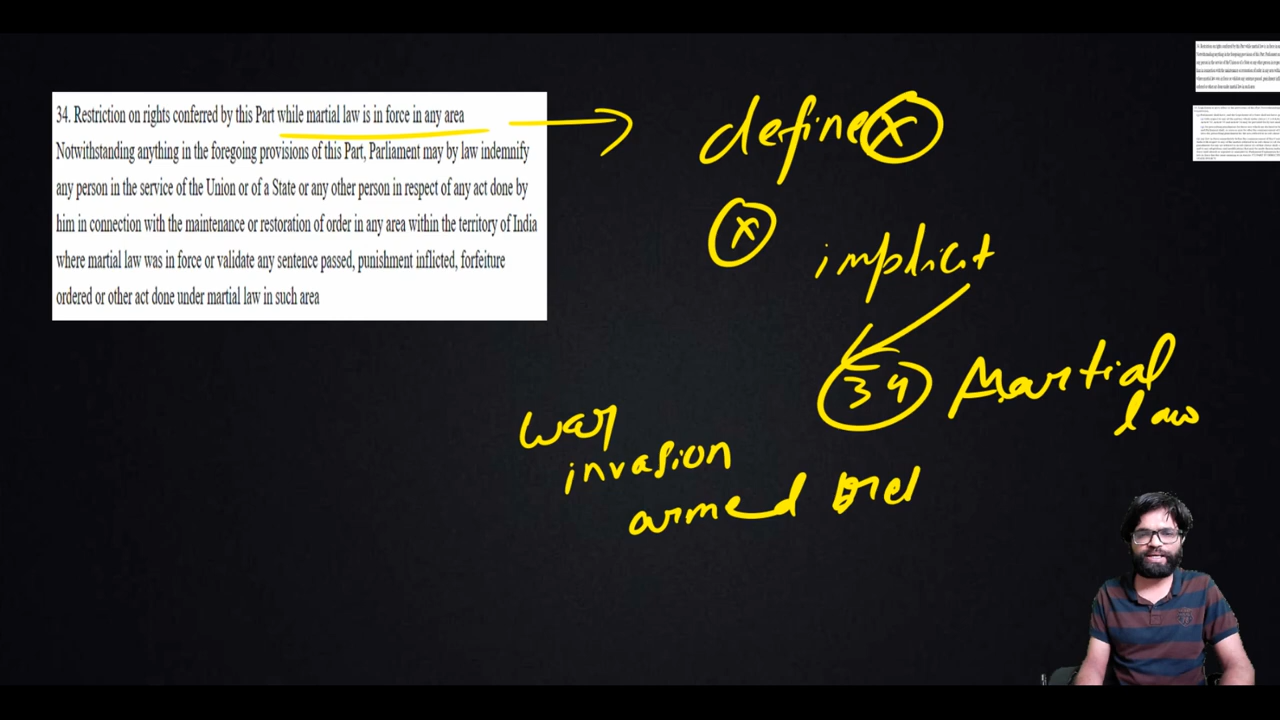 34. Restriction on rights conferred by this Part while martial law is in force in any area
Notwithstanding anything in the foregoing provisions of this Part, Parliament may by law indemnify
any person in the service of the Union or of a State or any other person in respect of any act done by
him in connection with the maintenance or restoration of order in any area within the territory of India
where martial law was in force or validate any sentence passed, punishment inflicted, forfeiture
ordered or other act done under martial law in such area
define x
x
implicit
34 Martial
law
war
invasion
armed